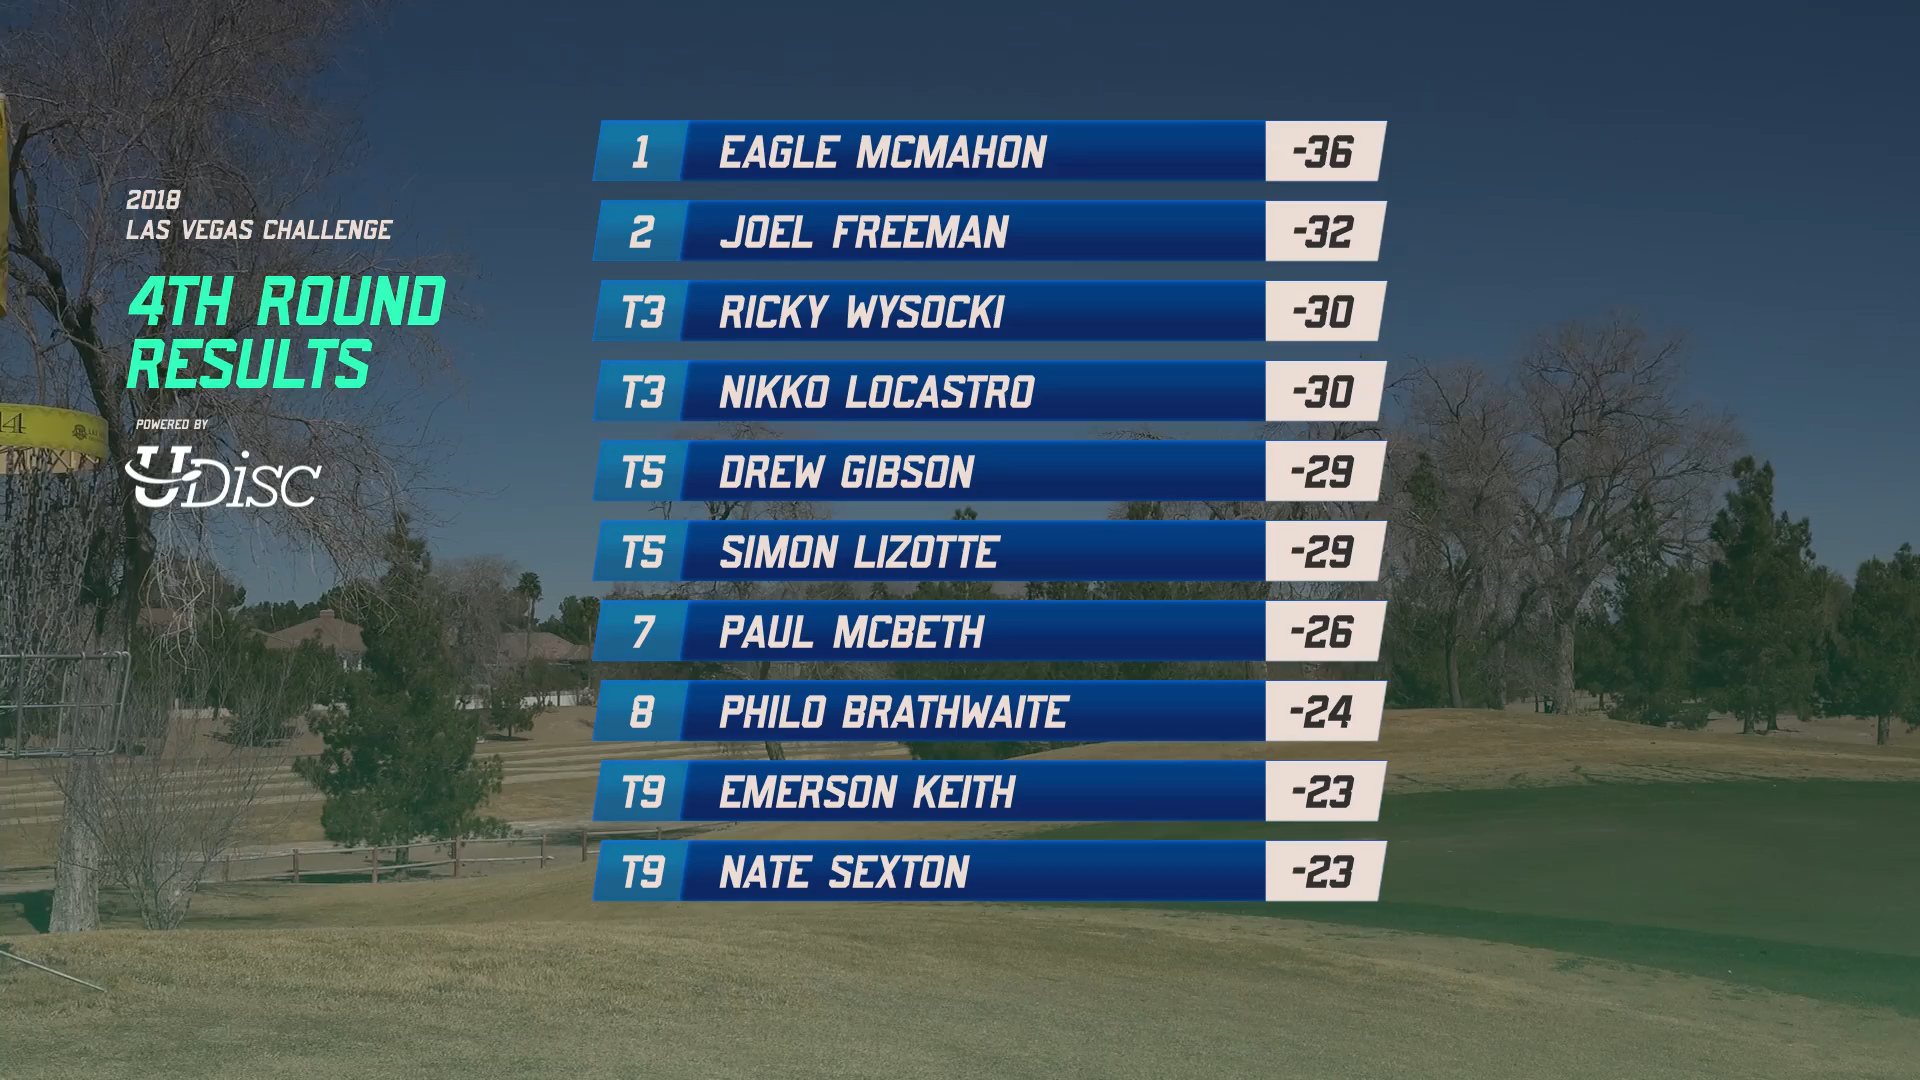 2018
LAS VEGAS CHALLENGE
4TH ROUND
RESULTS
POWERED BY
UDisc
1 EAGLE MCMAHON -36
2 JOEL FREEMAN -32
T3 RICKY WYSOCKI -30
T3 NIKKO LOCASTRO -30
T5 DREW GIBSON -29
T5 SIMON LIZOTTE -29
7 PAUL MCBETH -26
8 PHILO BRATHWAITE -24
T9 EMERSON KEITH -23
T9 NATE SEXTON -23
14